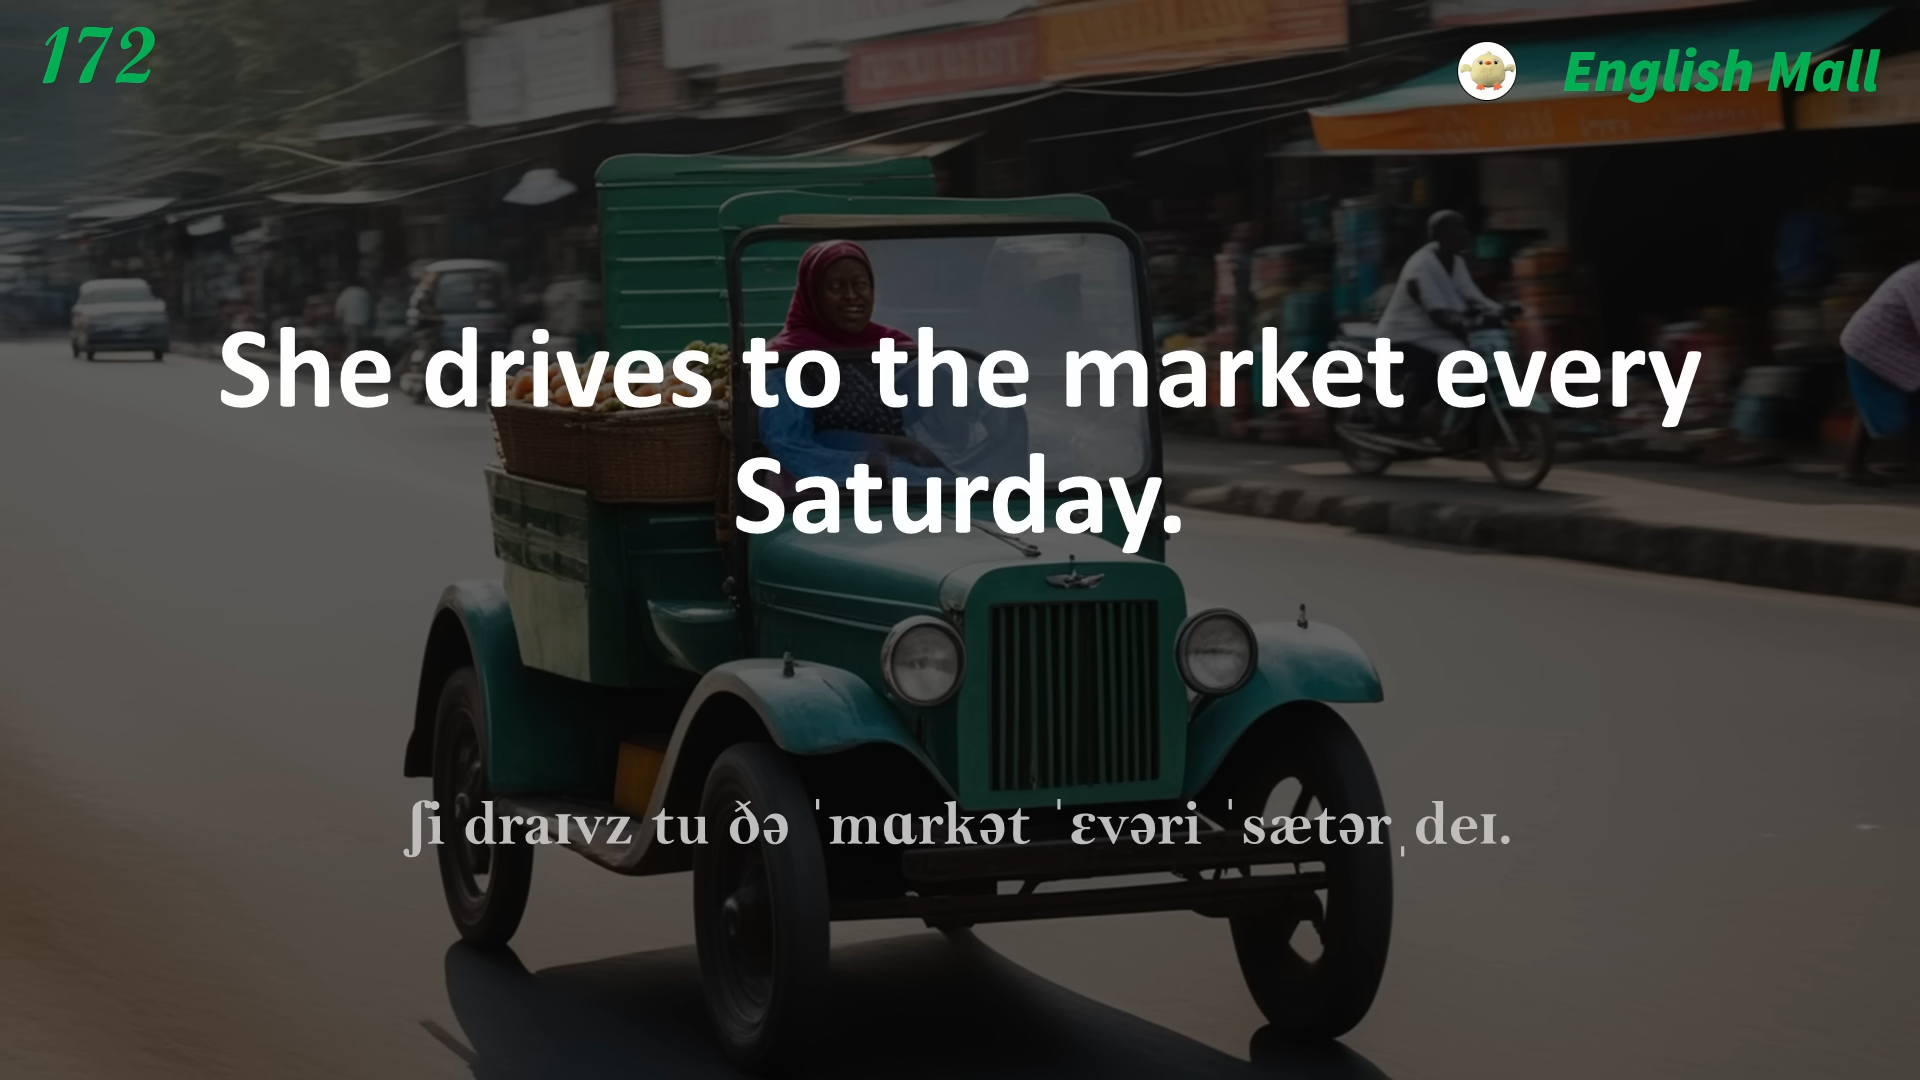 172
English Mall
She drives to the market every
Saturday.
ʃi draɪvz tu ðə ˈmɑrkət ˈɛvəri ˈsætərˌdeɪ.